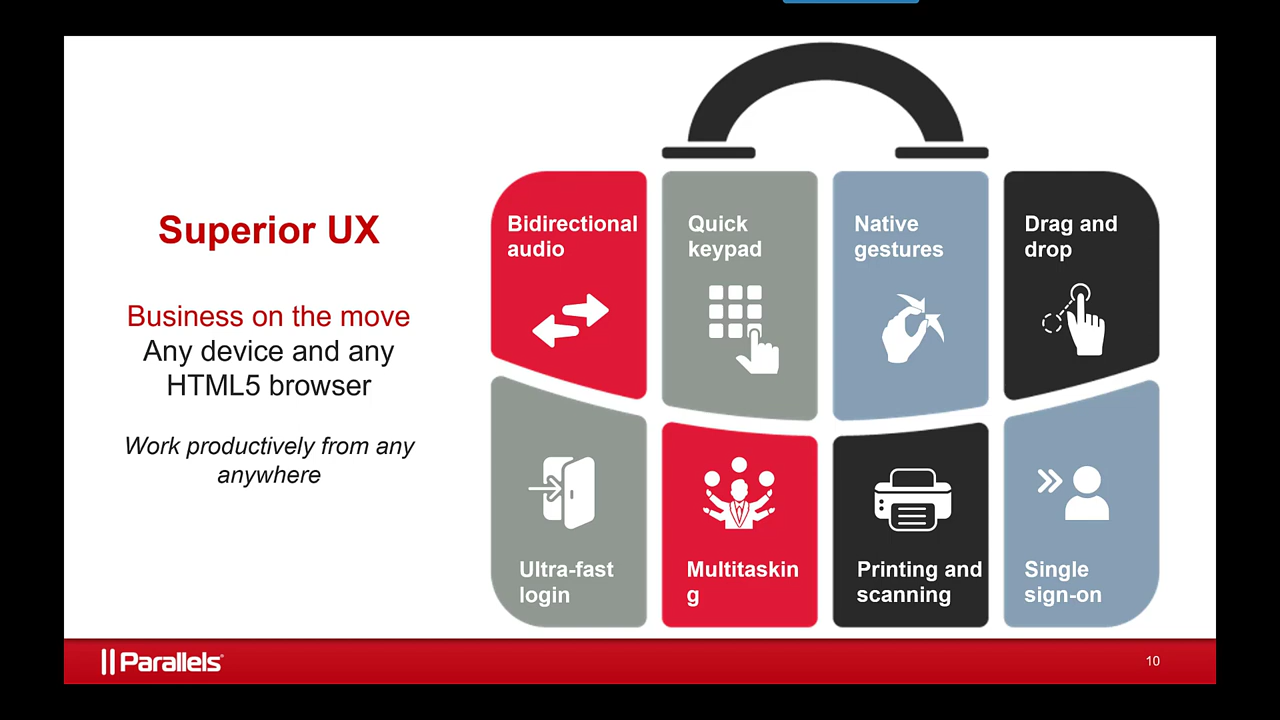 Superior UX
Business on the move
Any device and any
HTML5 browser
Work productively from any
anywhere
Bidirectional
audio
Quick
keypad
Native
gestures
Drag and
drop
Ultra-fast
login
Multitaskin
g
Printing and
scanning
Single
sign-on
Parallels
10